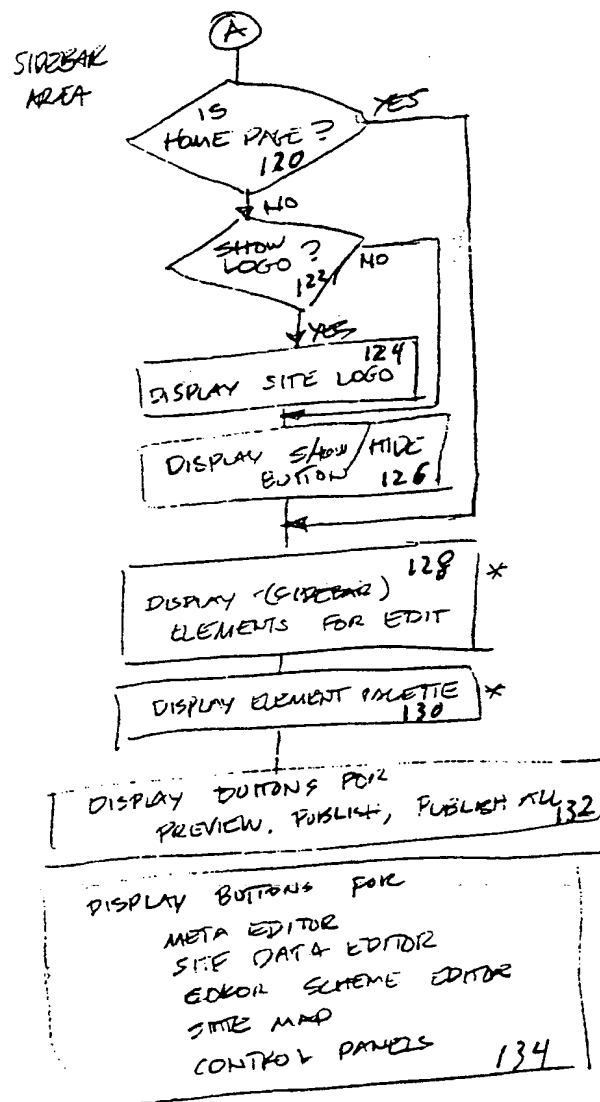 A
SIDEBAR
AREA
IS
HOME PAGE?
120
YES
NO
SHOW
LOGO?
122
NO
YES
124
DISPLAY SITE LOGO
DISPLAY SHOW/HIDE
BUTTON 126
128 *
DISPLAY (SIDEBAR)
ELEMENTS FOR EDIT
DISPLAY ELEMENT PALETTE *
130
DISPLAY BUTTONS FOR
PREVIEW, PUBLISH, PUBLISH ALL 132
DISPLAY BUTTONS FOR
META EDITOR
SITE DATA EDITOR
COLOR SCHEME EDITOR
SITE MAP
CONTROL PANELS 134